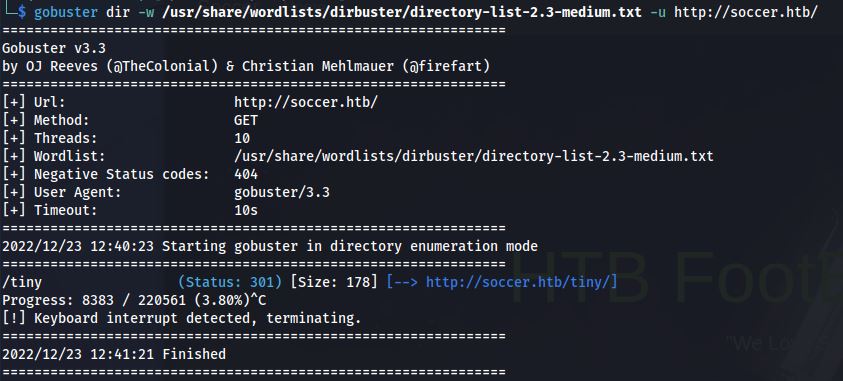 └─$ gobuster dir -w /usr/share/wordlists/dirbuster/directory-list-2.3-medium.txt -u http://soccer.htb/
===============================================================
Gobuster v3.3
by OJ Reeves (@TheColonial) & Christian Mehlmauer (@firefart)
===============================================================
[+] Url:                     http://soccer.htb/
[+] Method:                  GET
[+] Threads:                 10
[+] Wordlist:                /usr/share/wordlists/dirbuster/directory-list-2.3-medium.txt
[+] Negative Status codes:   404
[+] User Agent:              gobuster/3.3
[+] Timeout:                 10s
===============================================================
2022/12/23 12:40:23 Starting gobuster in directory enumeration mode
===============================================================
/tiny                 (Status: 301) [Size: 178] [--> http://soccer.htb/tiny/]
Progress: 8383 / 220561 (3.80%)^C
[!] Keyboard interrupt detected, terminating.
===============================================================
2022/12/23 12:41:21 Finished
===============================================================
HTB Foot
"We Lo